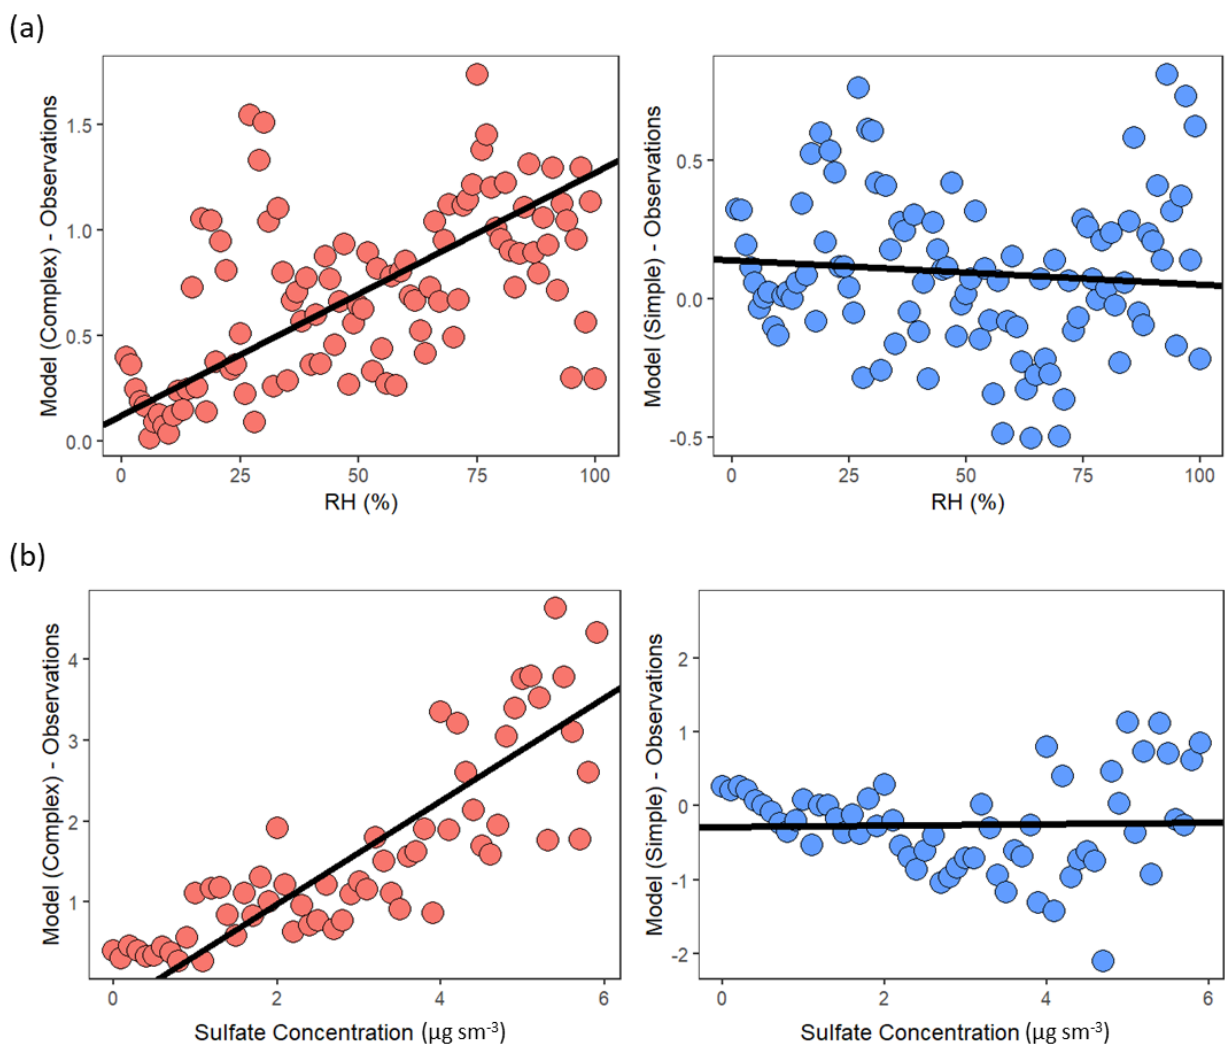 (a)
Model (Complex) - Observations
1.5
1.0
0.5
0.0
0 25 50 75 100
RH (%)
Model (Simple) - Observations
0.5
0.0
-0.5
0 25 50 75 100
RH (%)
(b)
Model (Complex) - Observations
4
3
2
1
0 2 4 6
Sulfate Concentration (µg sm⁻³)
Model (Simple) - Observations
2
1
0
-1
-2
0 2 4 6
Sulfate Concentration (µg sm⁻³)